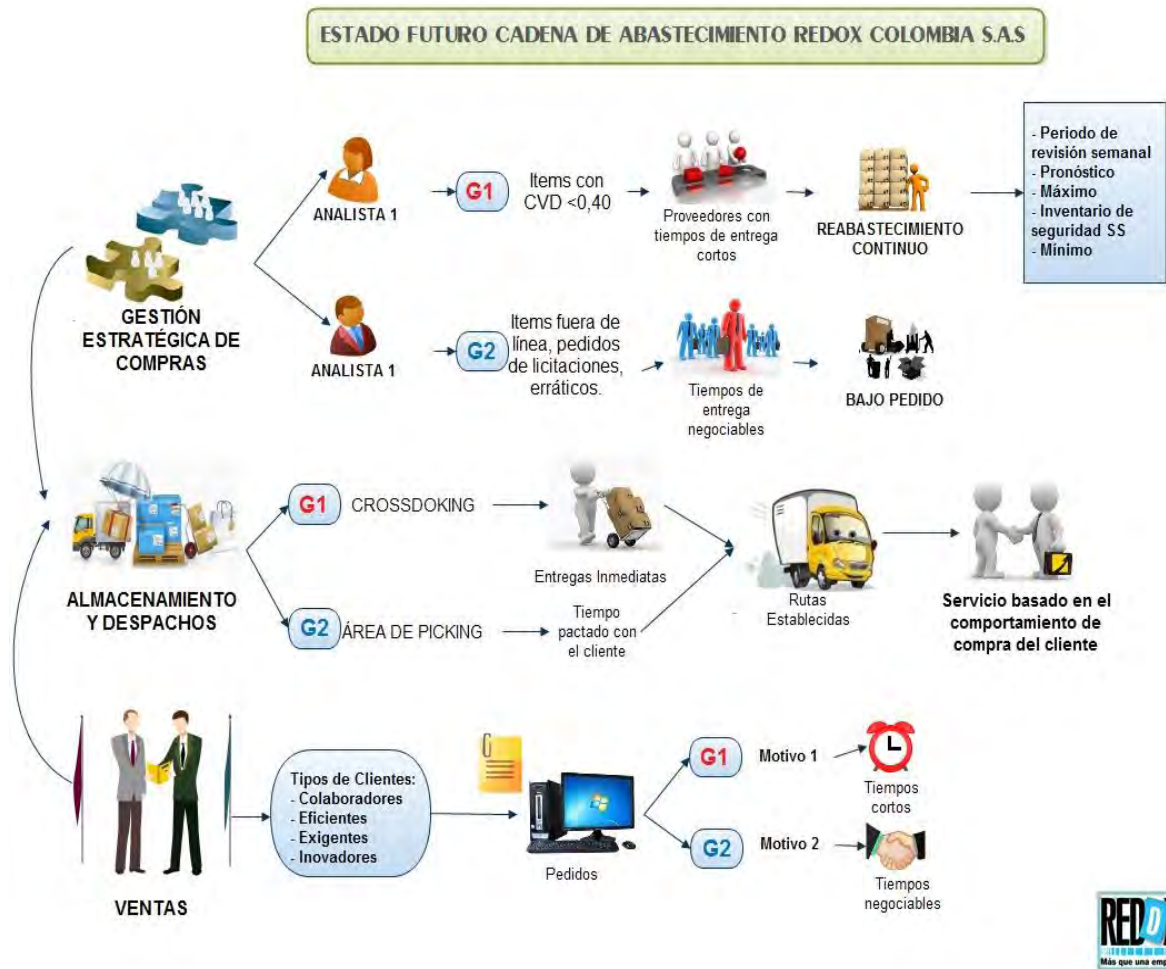 ESTADO FUTURO CADENA DE ABASTECIMIENTO REDOX COLOMBIA S.A.S
GESTIÓN
ESTRATÉGICA DE
COMPRAS
ANALISTA 1
G1
Items con
CVD <0,40
Proveedores con
tiempos de entrega
cortos
REABASTECIMIENTO
CONTINUO
- Periodo de
revisión semanal
- Pronóstico
- Máximo
- Inventario de
seguridad SS
- Mínimo
ANALISTA 1
G2
Items fuera de
línea, pedidos
de licitaciones,
erráticos.
Tiempos de
entrega
negociables
BAJO PEDIDO
ALMACENAMIENTO
Y DESPACHOS
G1
CROSSDOKING
Entregas Inmediatas
G2
ÁREA DE PICKING
Tiempo
pactado con
el cliente
Rutas
Establecidas
Servicio basado en el
comportamiento de
compra del cliente
VENTAS
Tipos de Clientes:
- Colaboradores
- Eficientes
- Exigentes
- Inovadores
Pedidos
G1
Motivo 1
Tiempos
cortos
G2
Motivo 2
Tiempos
negociables
Más que una